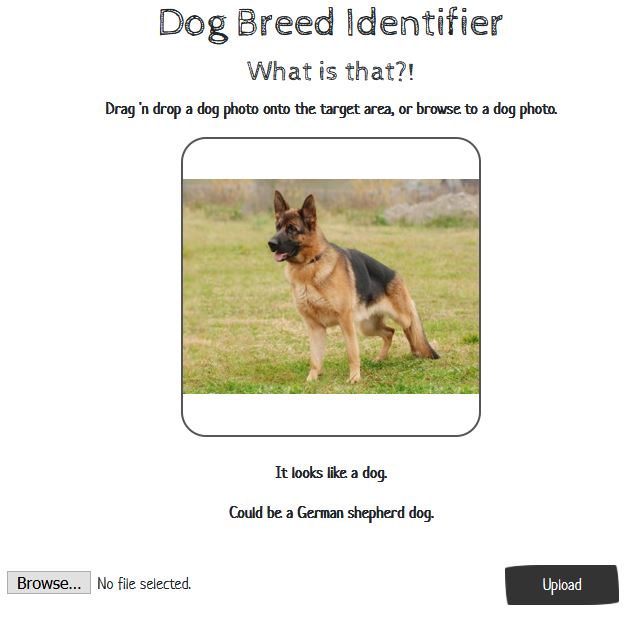 Dog Breed Identifier
What is that?!
Drag 'n drop a dog photo onto the target area, or browse to a dog photo.
It looks like a dog.
Could be a German shepherd dog.
Browse... No file selected.
Upload